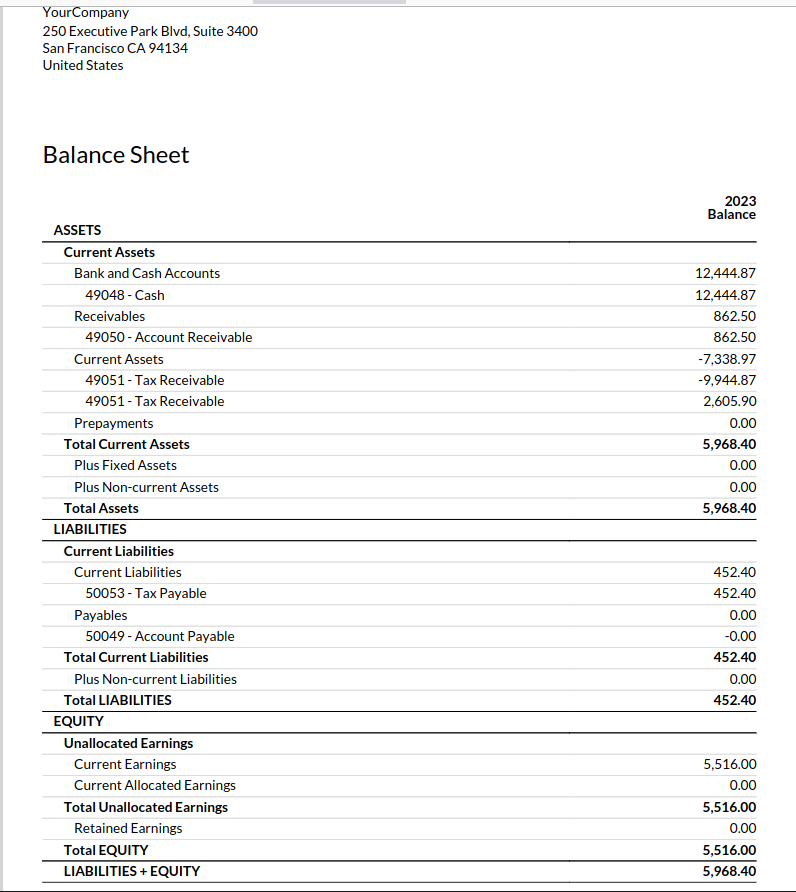 YourCompany
250 Executive Park Blvd, Suite 3400
San Francisco CA 94134
United States
Balance Sheet
2023
Balance
ASSETS
Current Assets
Bank and Cash Accounts 12,444.87
49048 - Cash 12,444.87
Receivables 862.50
49050 - Account Receivable 862.50
Current Assets -7,338.97
49051 - Tax Receivable -9,944.87
49051 - Tax Receivable 2,605.90
Prepayments 0.00
Total Current Assets 5,968.40
Plus Fixed Assets 0.00
Plus Non-current Assets 0.00
Total Assets 5,968.40
LIABILITIES
Current Liabilities
Current Liabilities 452.40
50053 - Tax Payable 452.40
Payables 0.00
50049 - Account Payable -0.00
Total Current Liabilities 452.40
Plus Non-current Liabilities 0.00
Total LIABILITIES 452.40
EQUITY
Unallocated Earnings
Current Earnings 5,516.00
Current Allocated Earnings 0.00
Total Unallocated Earnings 5,516.00
Retained Earnings 0.00
Total EQUITY 5,516.00
LIABILITIES + EQUITY 5,968.40